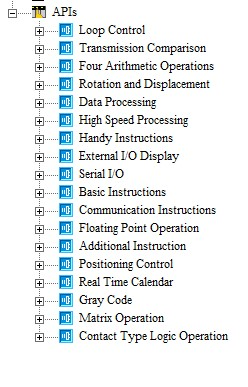 APIs
Loop Control
Transmission Comparison
Four Arithmetic Operations
Rotation and Displacement
Data Processing
High Speed Processing
Handy Instructions
External I/O Display
Serial I/O
Basic Instructions
Communication Instructions
Floating Point Operation
Additional Instruction
Positioning Control
Real Time Calendar
Gray Code
Matrix Operation
Contact Type Logic Operation